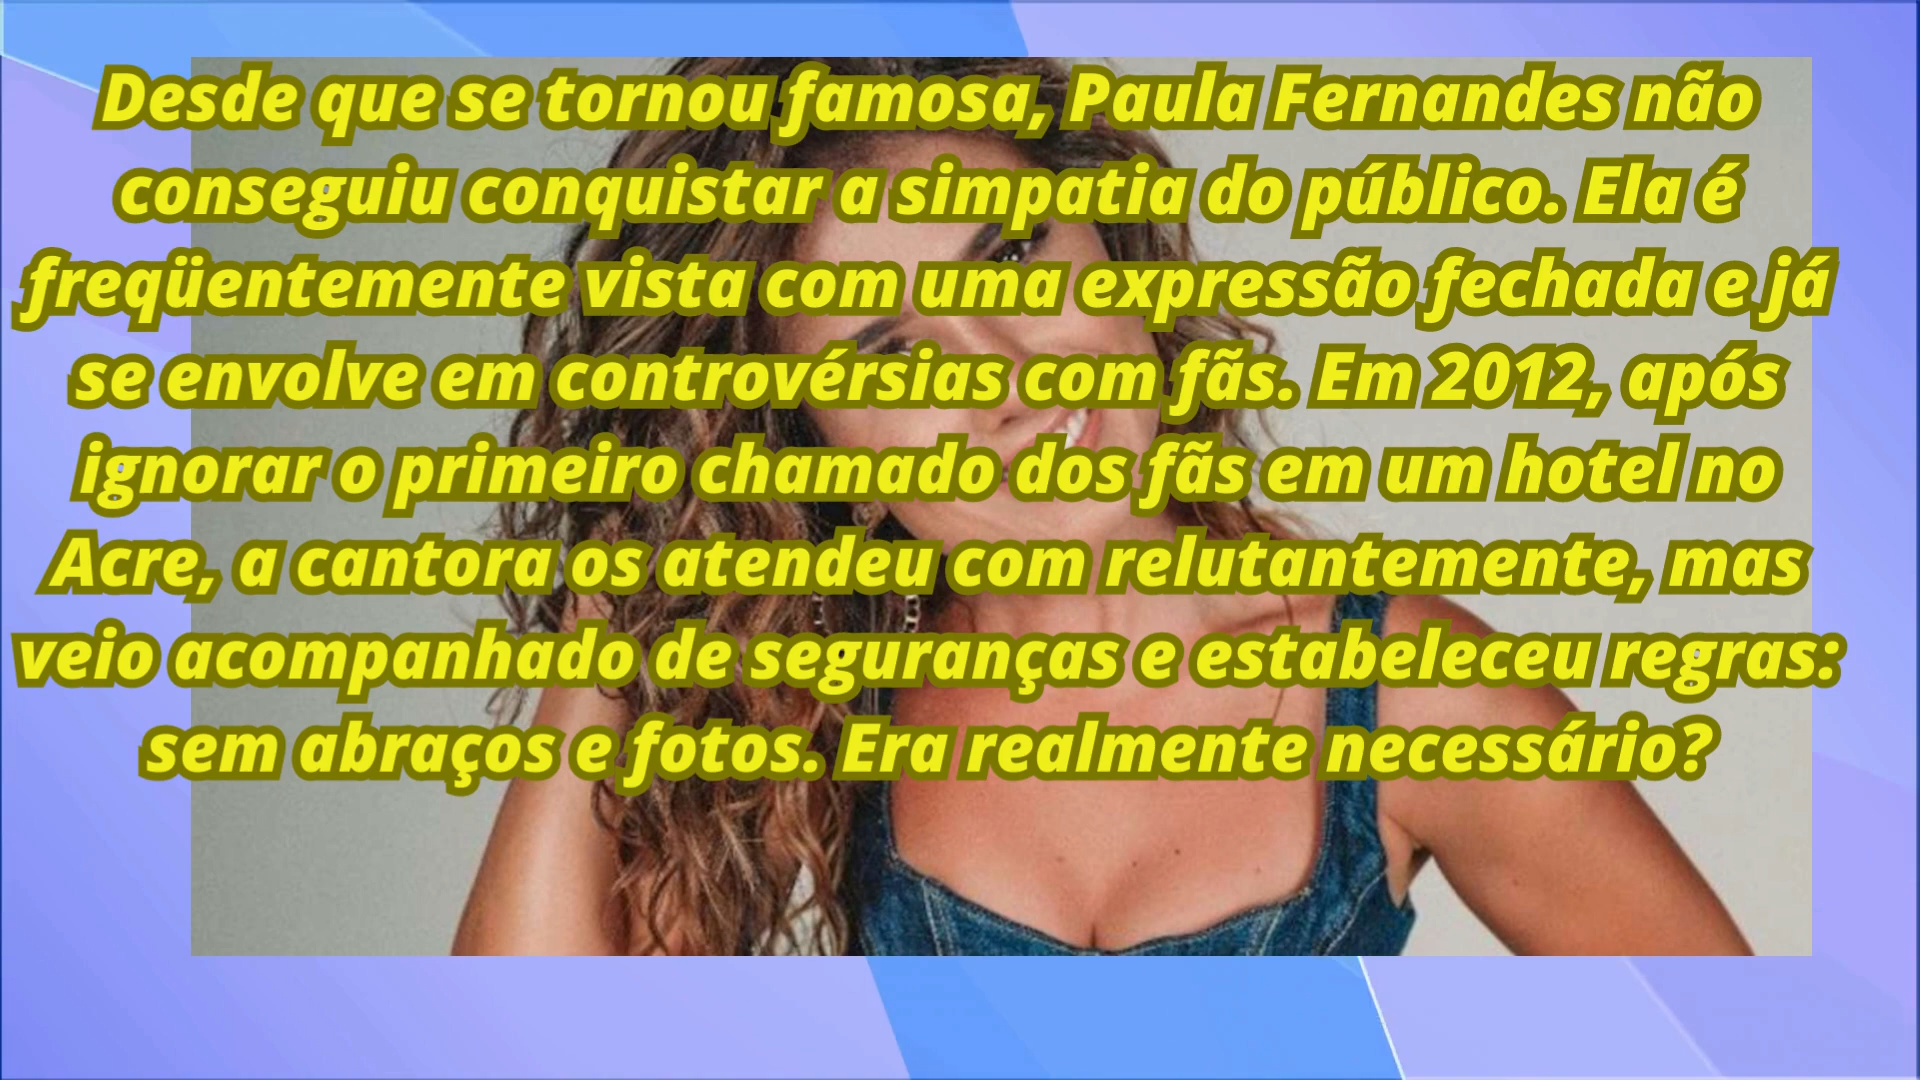 Desde que se tornou famosa, Paula Fernandes não
conseguiu conquistar a simpatia do público. Ela é
freqüentemente vista com uma expressão fechada e já
se envolve em controvérsias com fãs. Em 2012, após
ignorar o primeiro chamado dos fãs em um hotel no
Acre, a cantora os atendeu com relutantemente, mas
veio acompanhado de seguranças e estabeleceu regras:
sem abraços e fotos. Era realmente necessário?